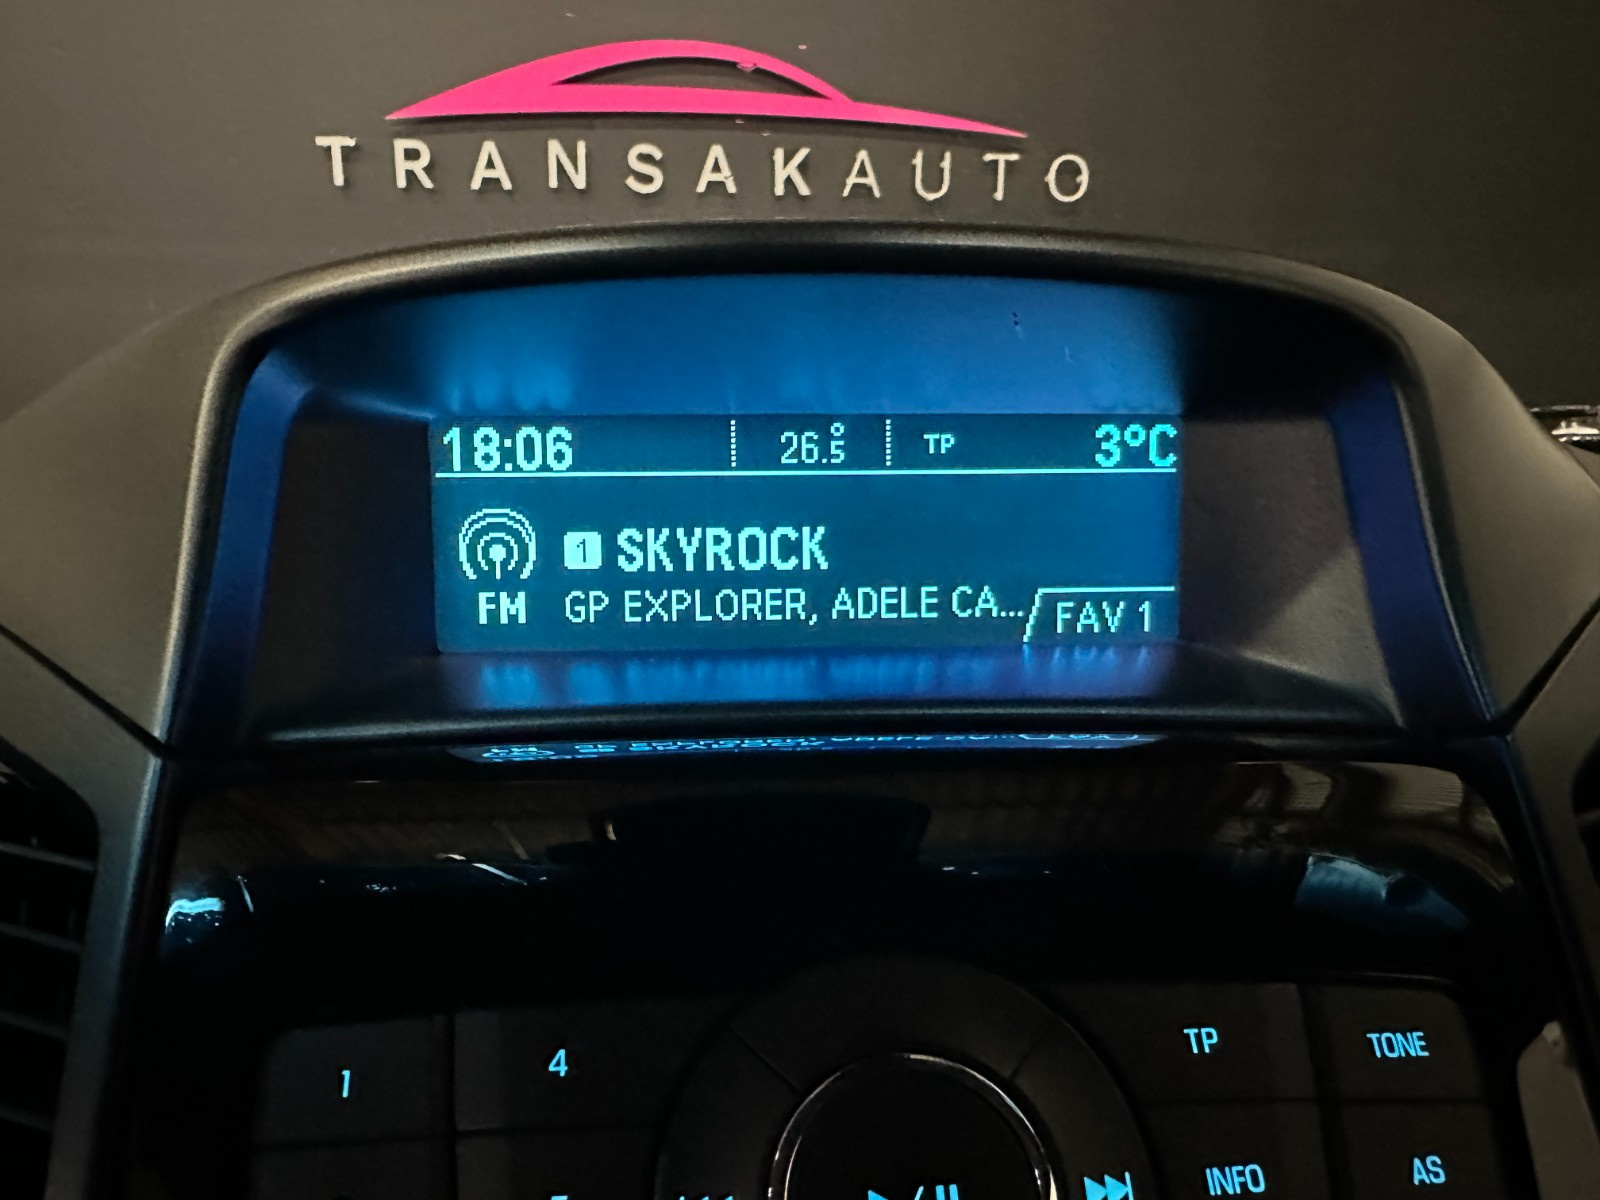 TRANSAKAUTO
18:06 26.5° TP 3°C
1 SKYROCK
FM GP EXPLORER, ADELE CA... FAV 1
1 4 TP TONE
INFO AS